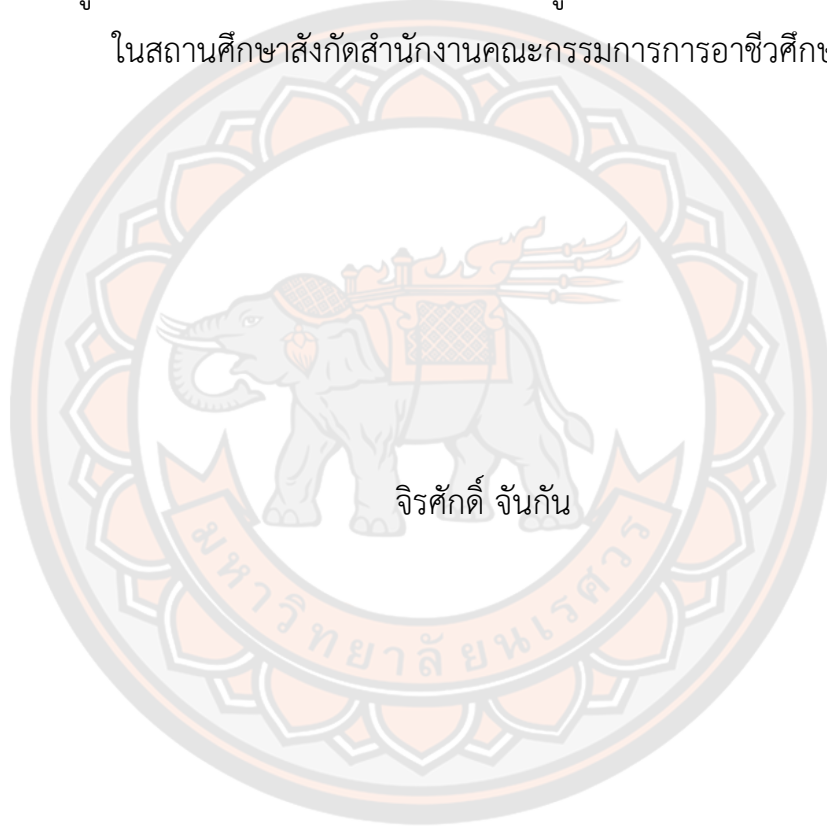 ในสถานศึกษาสังกัดสำนักงานคณะกรรมการการอาชีวศึกษ
จิรศักดิ์ จันกัน
มหาวิทยาลัยนเรศวร